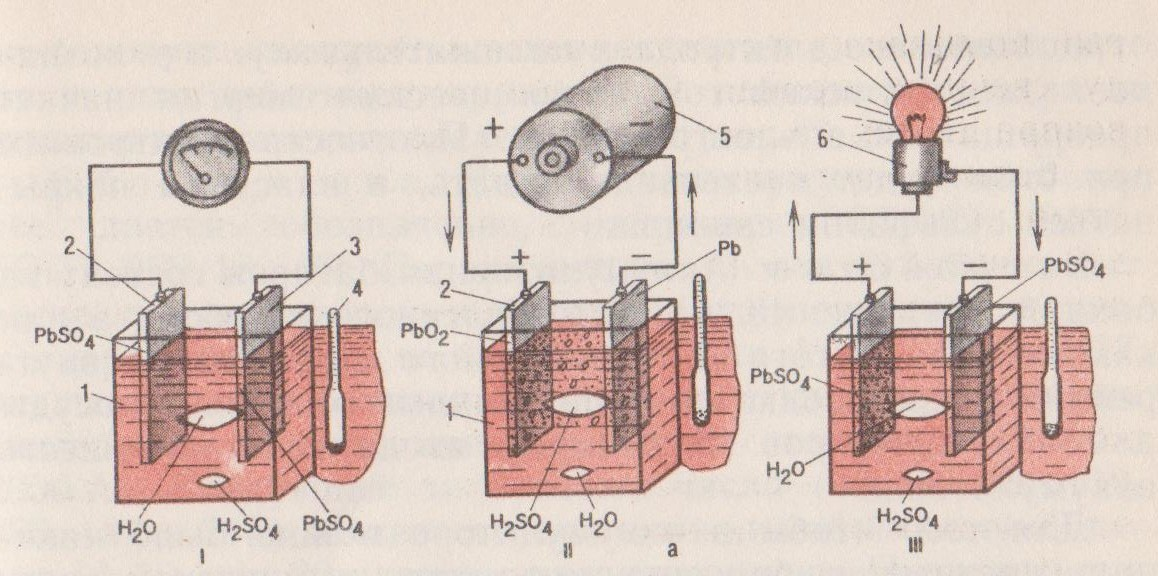 +
−
5
6
2
3
4
PbSO₄
1
H₂O
H₂SO₄
PbSO₄
I
+
−
Pb
2
PbO₂
1
H₂SO₄
H₂O
II
а
+
PbSO₄
PbSO₄
H₂O
H₂SO₄
III